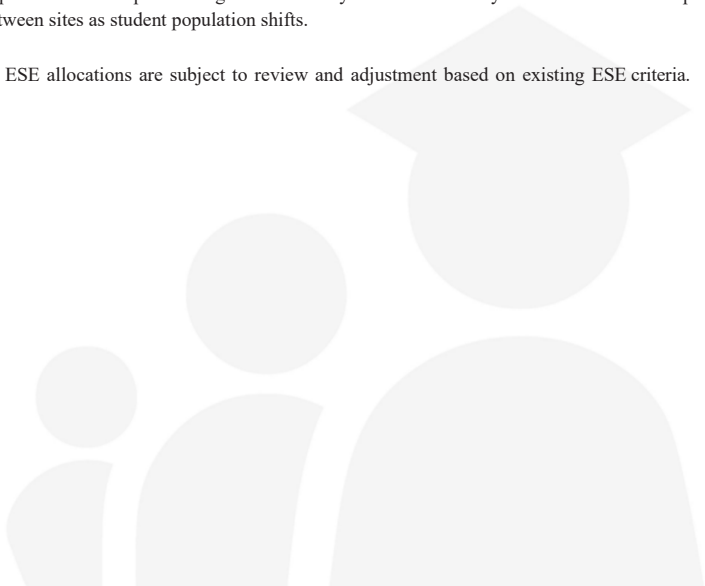 tween sites as student population shifts.
ESE allocations are subject to review and adjustment based on existing ESE criteria.